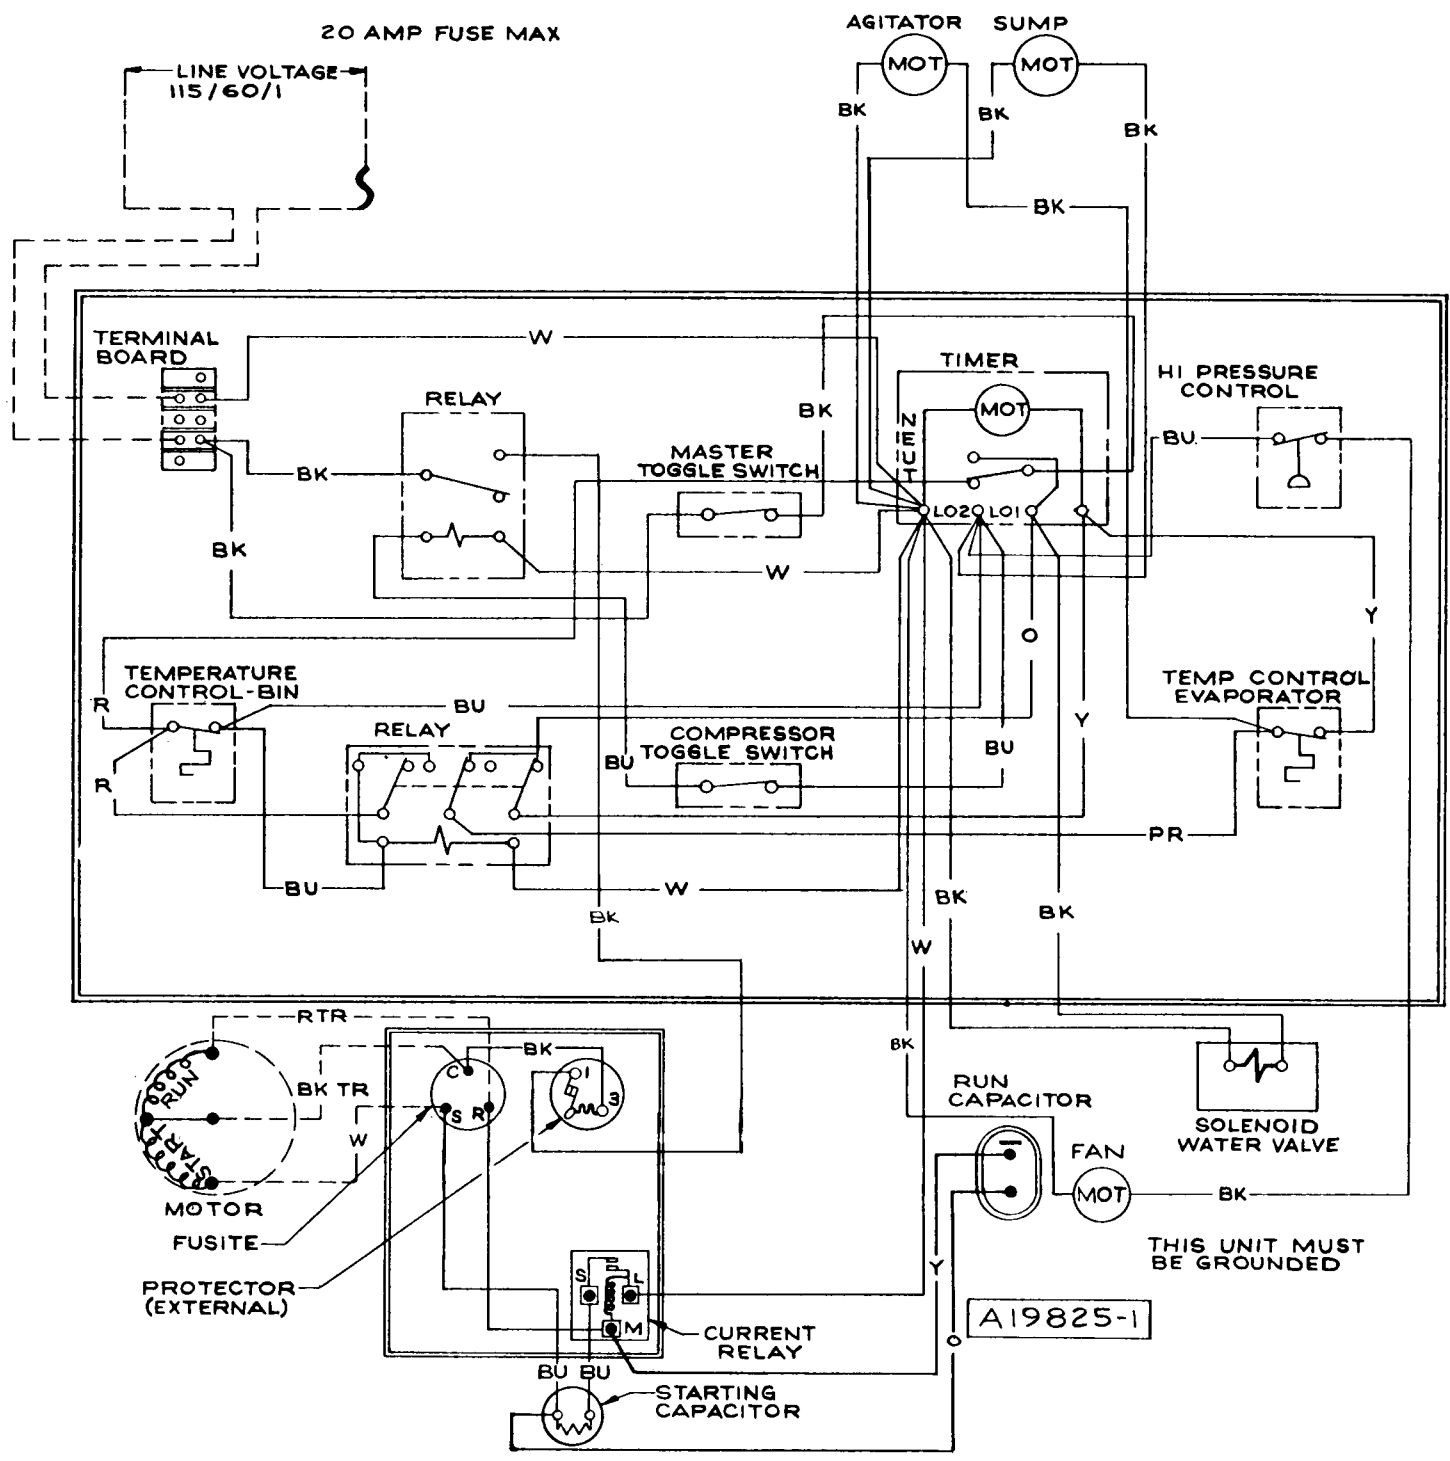 20 AMP FUSE MAX
LINE VOLTAGE
115/60/1
AGITATOR
SUMP
MOT
MOT
BK
BK
BK
BK
TERMINAL
BOARD
W
RELAY
BK
BK
MASTER
TOGGLE SWITCH
BK
W
TIMER
MOT
NEUT
LO2
LO1
HI PRESSURE
CONTROL
BU
Y
O
TEMPERATURE
CONTROL-BIN
R
R
BU
RELAY
BU
COMPRESSOR
TOGGLE SWITCH
BU
Y
TEMP CONTROL
EVAPORATOR
PR
BU
W
BK
BK
BK
W
RTR
BK TR
W
RUN
START
MOTOR
FUSITE
PROTECTOR
(EXTERNAL)
C
S
R
BK
1
3
S
L
M
CURRENT
RELAY
BU
BU
STARTING
CAPACITOR
BK
RUN
CAPACITOR
FAN
MOT
BK
SOLENOID
WATER VALVE
Y
O
THIS UNIT MUST
BE GROUNDED
A19825-1